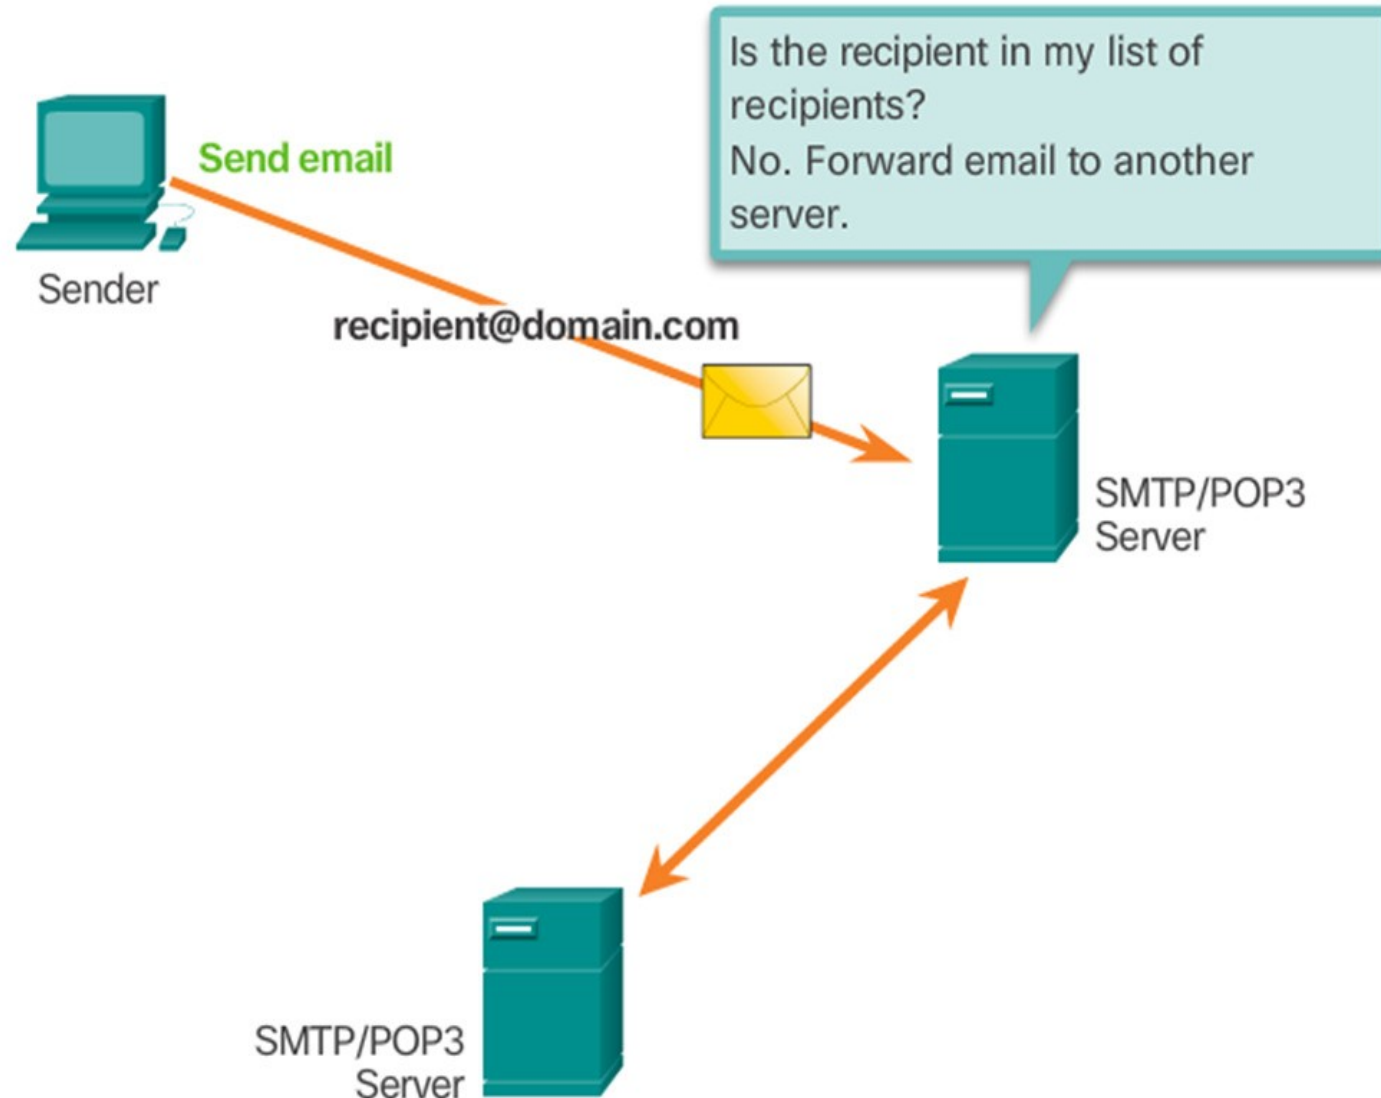 Is the recipient in my list of
recipients?
No. Forward email to another
server.
Send email
Sender
recipient@domain.com
SMTP/POP3
Server
SMTP/POP3
Server